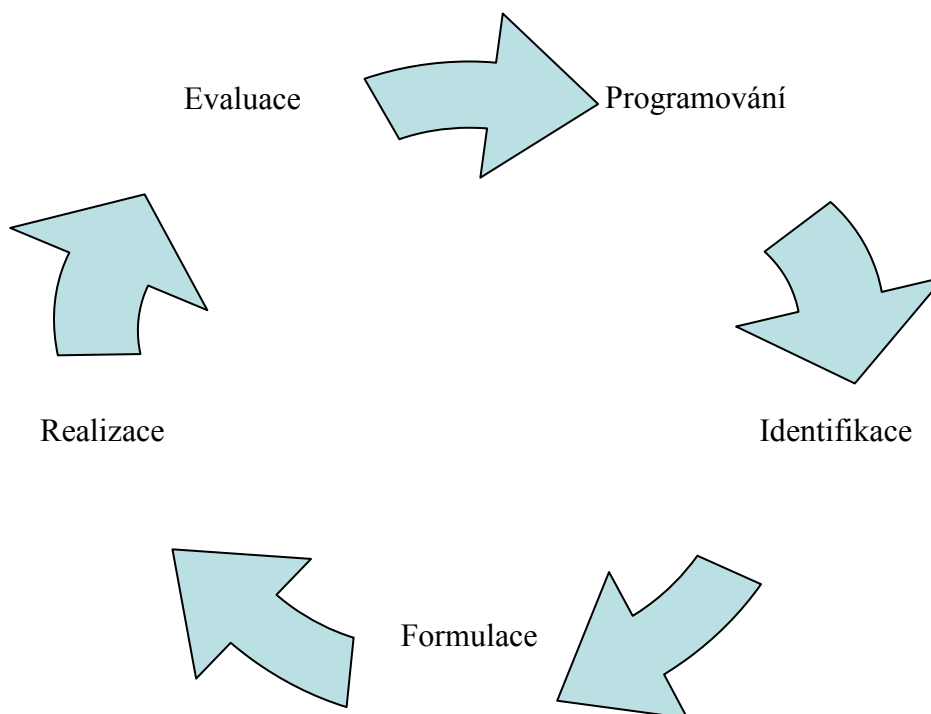 Evaluace
Programování
Realizace
Identifikace
Formulace